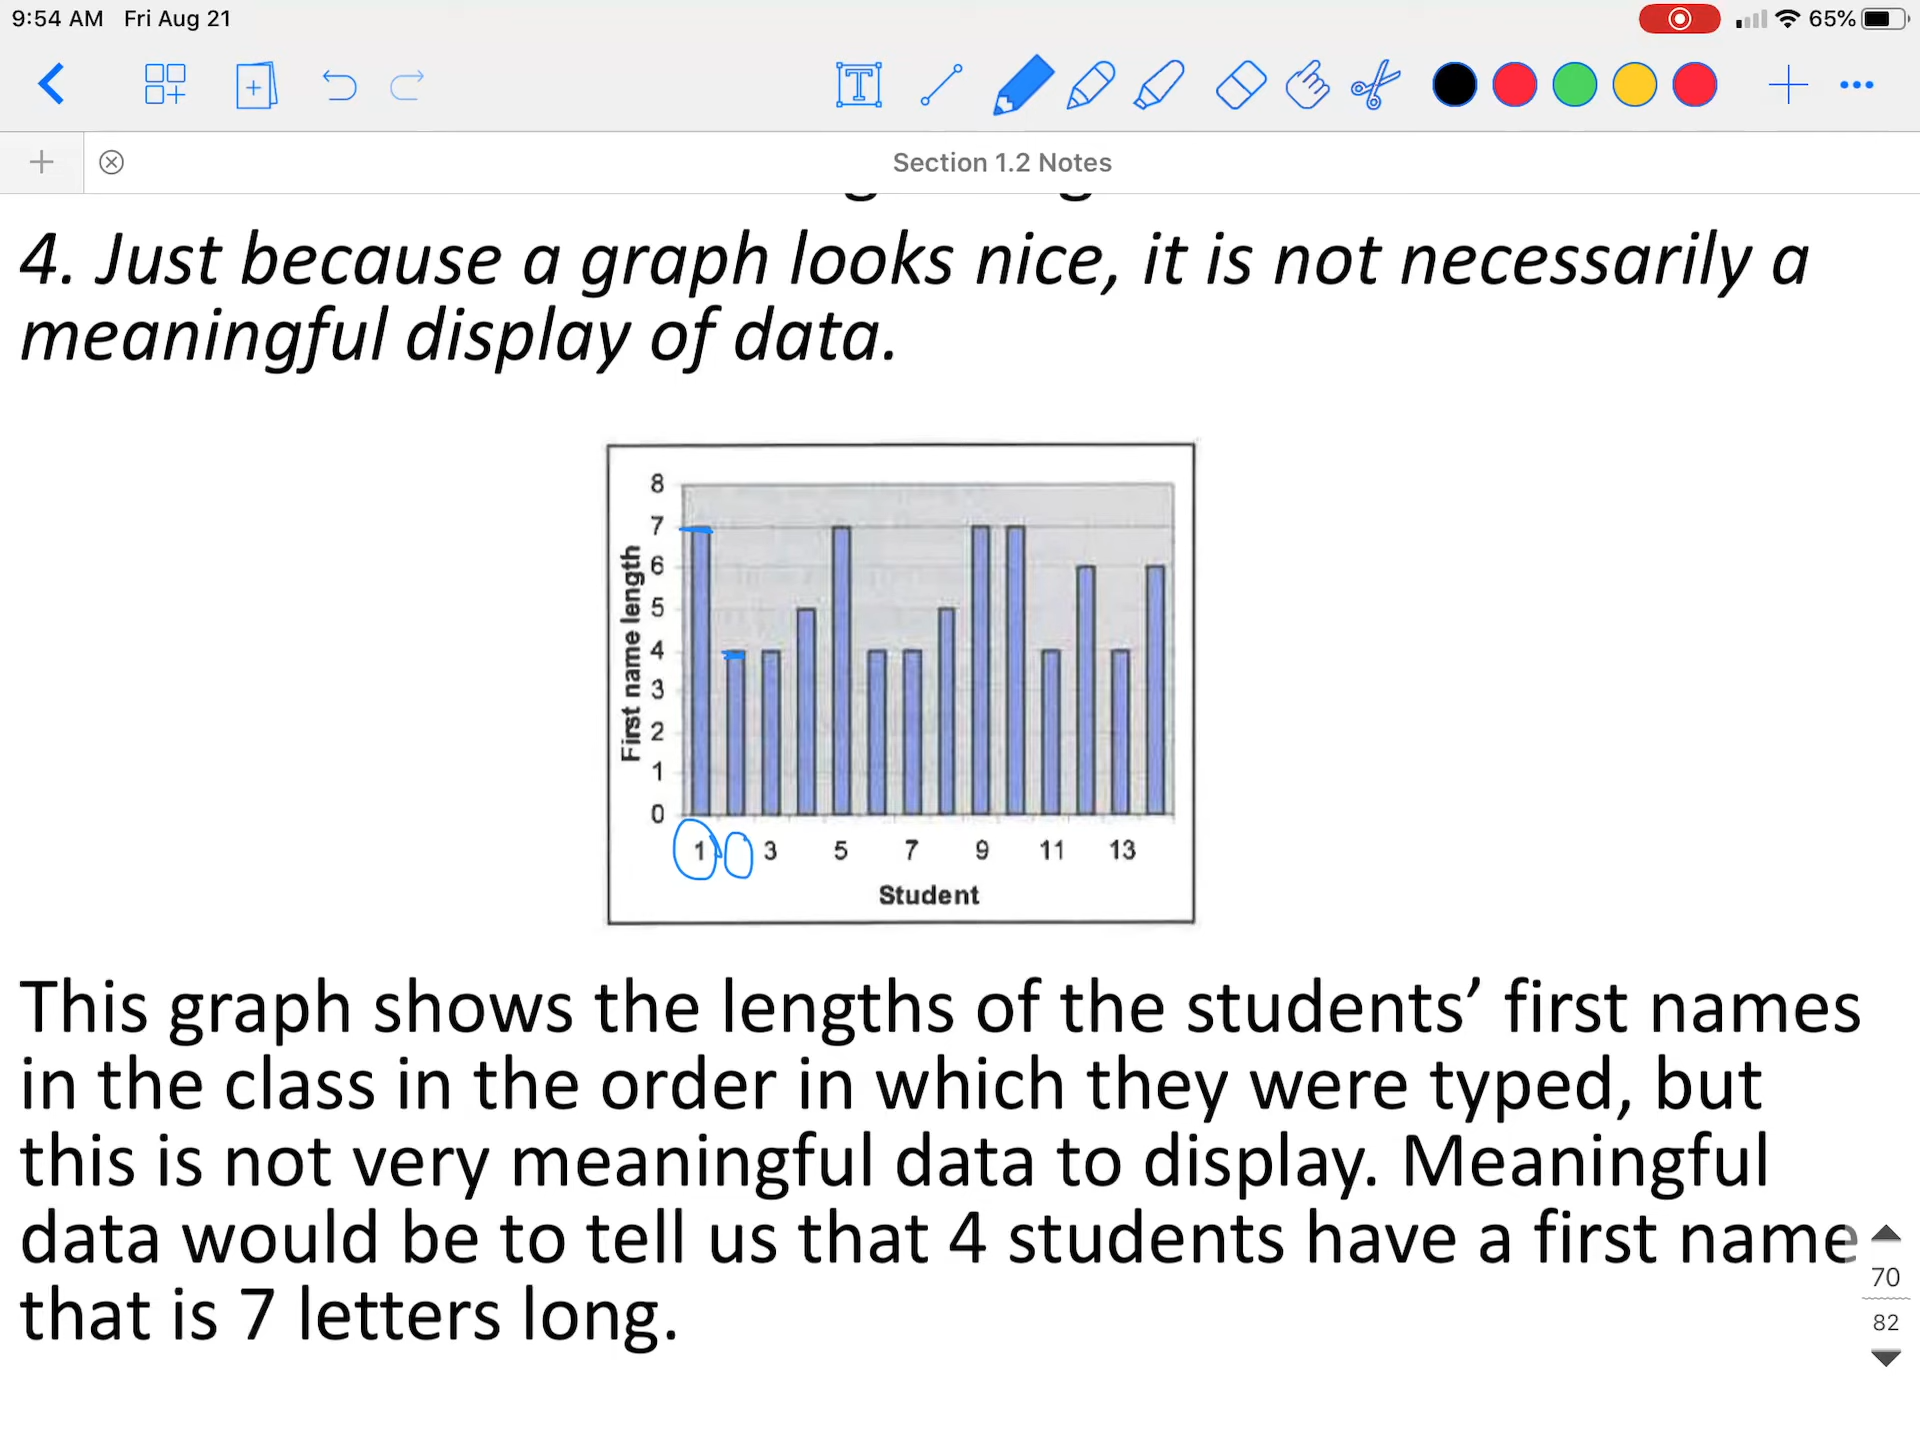 9:54 AM Fri Aug 21
65%
T
Section 1.2 Notes
4. Just because a graph looks nice, it is not necessarily a
meaningful display of data.
8
7
6
5
4
3
2
1
0
First name length
1 3 5 7 9 11 13
Student
This graph shows the lengths of the students’ first names
in the class in the order in which they were typed, but
this is not very meaningful data to display. Meaningful
data would be to tell us that 4 students have a first name
that is 7 letters long.
70
82